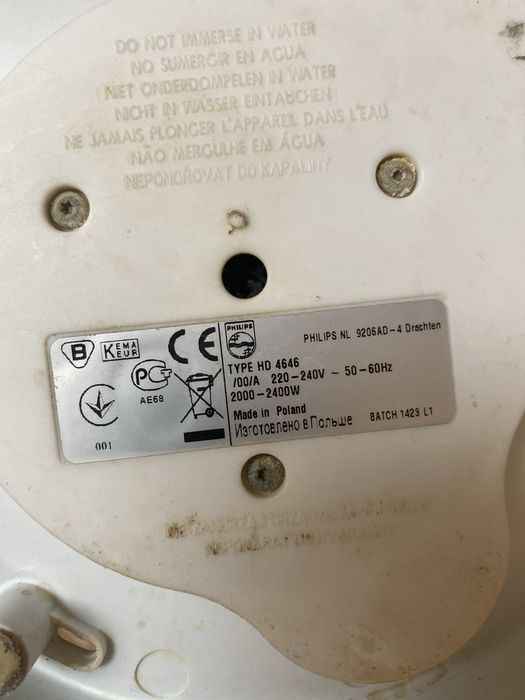 DO NOT IMMERSE IN WATER
NO SUMERGIR EN AGUA
NIET ONDERDOMPELEN IN WATER
NICHT IN WASSER EINTAUCHEN
NE JAMAIS PLONGER L'APPAREIL DANS L'EAU
NÃO MERGULHE EM ÁGUA
NEPONOŘOVAT DO KAPALINY
B KEMA KEUR CE
PHILIPS
PHILIPS NL 9206AD-4 Drachten
TYPE HD 4646
/00/A 220-240V ~ 50-60Hz
2000-2400W
Made in Poland
Изготовлено в Польше
BATCH 1423 L1
РСТ
AE68
001